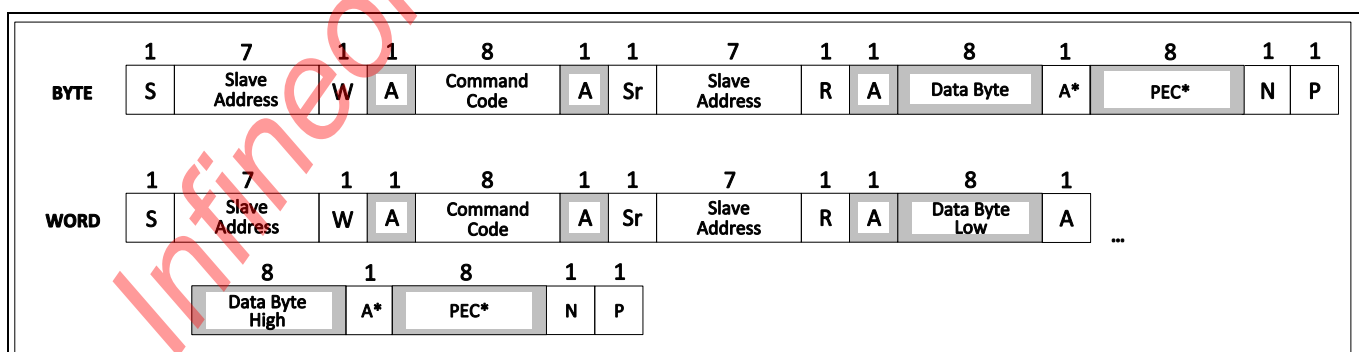 1 7 1 1 8 1 1 7 1 1 8 1 8 1 1
BYTE S Slave Address W A Command Code A Sr Slave Address R A Data Byte A* PEC* N P
1 7 1 1 8 1 1 7 1 1 8 1
WORD S Slave Address W A Command Code A Sr Slave Address R A Data Byte Low A ...
8 1 8 1 1
Data Byte High A* PEC* N P
Infineo